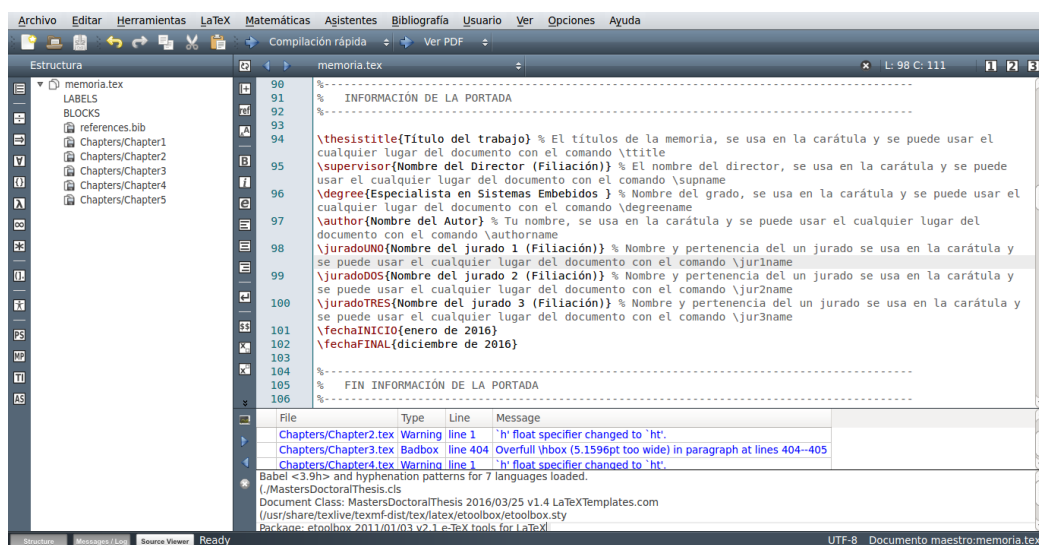 Archivo Editar Herramientas LaTeX Matemáticas Asistentes Bibliografía Usuario Ver Opciones Ayuda
Compilación rápida Ver PDF
Estructura
memoria.tex
L: 98 C: 111
1 2 3
memoria.tex
LABELS
BLOCKS
references.bib
Chapters/Chapter1
Chapters/Chapter2
Chapters/Chapter3
Chapters/Chapter4
Chapters/Chapter5
90 %-----------------------------------------------------------------------------------------
91 % INFORMACIÓN DE LA PORTADA
92 %-----------------------------------------------------------------------------------------
93
94 \thesistitle{Título del trabajo} % El títulos de la memoria, se usa en la carátula y se puede usar el
cualquier lugar del documento con el comando \ttitle
95 \supervisor{Nombre del Director (Filiación)} % El nombre del director, se usa en la carátula y se puede
usar el cualquier lugar del documento con el comando \supname
96 \degree{Especialista en Sistemas Embebidos } % Nombre del grado, se usa en la carátula y se puede usar el
cualquier lugar del documento con el comando \degreename
97 \author{Nombre del Autor} % Tu nombre, se usa en la carátula y se puede usar el cualquier lugar del
documento con el comando \authorname
98 \juradoUNO{Nombre del jurado 1 (Filiación)} % Nombre y pertenencia del un jurado se usa en la carátula y
se puede usar el cualquier lugar del documento con el comando \jur1name
99 \juradoDOS{Nombre del jurado 2 (Filiación)} % Nombre y pertenencia del un jurado se usa en la carátula y
se puede usar el cualquier lugar del documento con el comando \jur2name
100 \juradoTRES{Nombre del jurado 3 (Filiación)} % Nombre y pertenencia del un jurado se usa en la carátula y
se puede usar el cualquier lugar del documento con el comando \jur3name
101 \fechaINICIO{enero de 2016}
102 \fechaFINAL{diciembre de 2016}
103
104 %-----------------------------------------------------------------------------------------
105 % FIN INFORMACIÓN DE LA PORTADA
106 %-----------------------------------------------------------------------------------------
File Type Line Message
Chapters/Chapter2.tex Warning line 1 `h' float specifier changed to `ht'.
Chapters/Chapter3.tex Badbox line 404 Overfull \hbox (5.1596pt too wide) in paragraph at lines 404--405
Chapters/Chapter4.tex Warning line 1 `h' float specifier changed to `ht'.
Babel <3.9h> and hyphenation patterns for 7 languages loaded.
(./MastersDoctoralThesis.cls
Document Class: MastersDoctoralThesis 2016/03/25 v1.4 LaTeXTemplates.com
(/usr/share/texlive/texmf-dist/tex/latex/etoolbox/etoolbox.sty
Package: etoolbox 2011/01/03 v2.1 e-TeX tools for LaTeX
Structure Messages / Log Source Viewer Ready
UTF-8 Documento maestro:memoria.tex